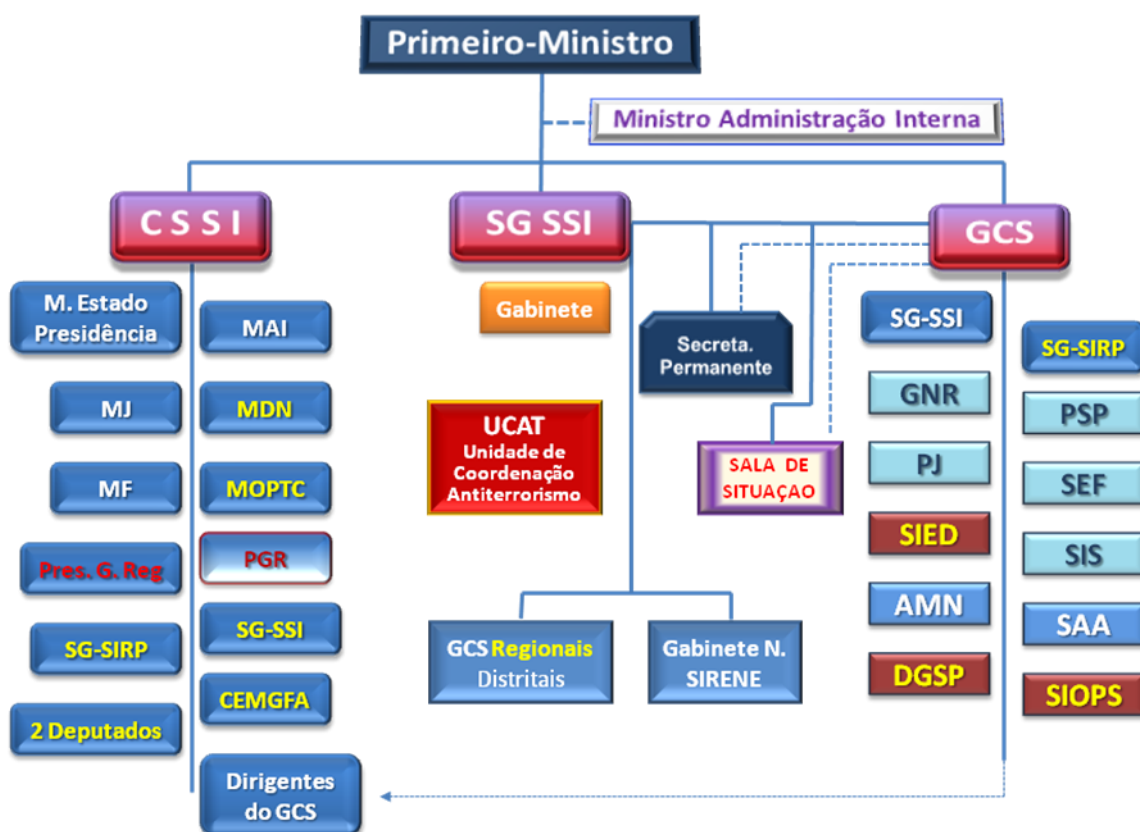 Primeiro-Ministro
Ministro Administração Interna
C S S I
SG SSI
GCS
M. Estado
Presidência
MAI
MJ
MDN
MF
MOPTC
Pres. G. Reg
PGR
SG-SIRP
SG-SSI
2 Deputados
CEMGFA
Dirigentes
do GCS
Gabinete
UCAT
Unidade de
Coordenação
Antiterrorismo
Secreta.
Permanente
SALA DE
SITUAÇAO
GCS Regionais
Distritais
Gabinete N.
SIRENE
SG-SSI
SG-SIRP
GNR
PSP
PJ
SEF
SIED
SIS
AMN
SAA
DGSP
SIOPS